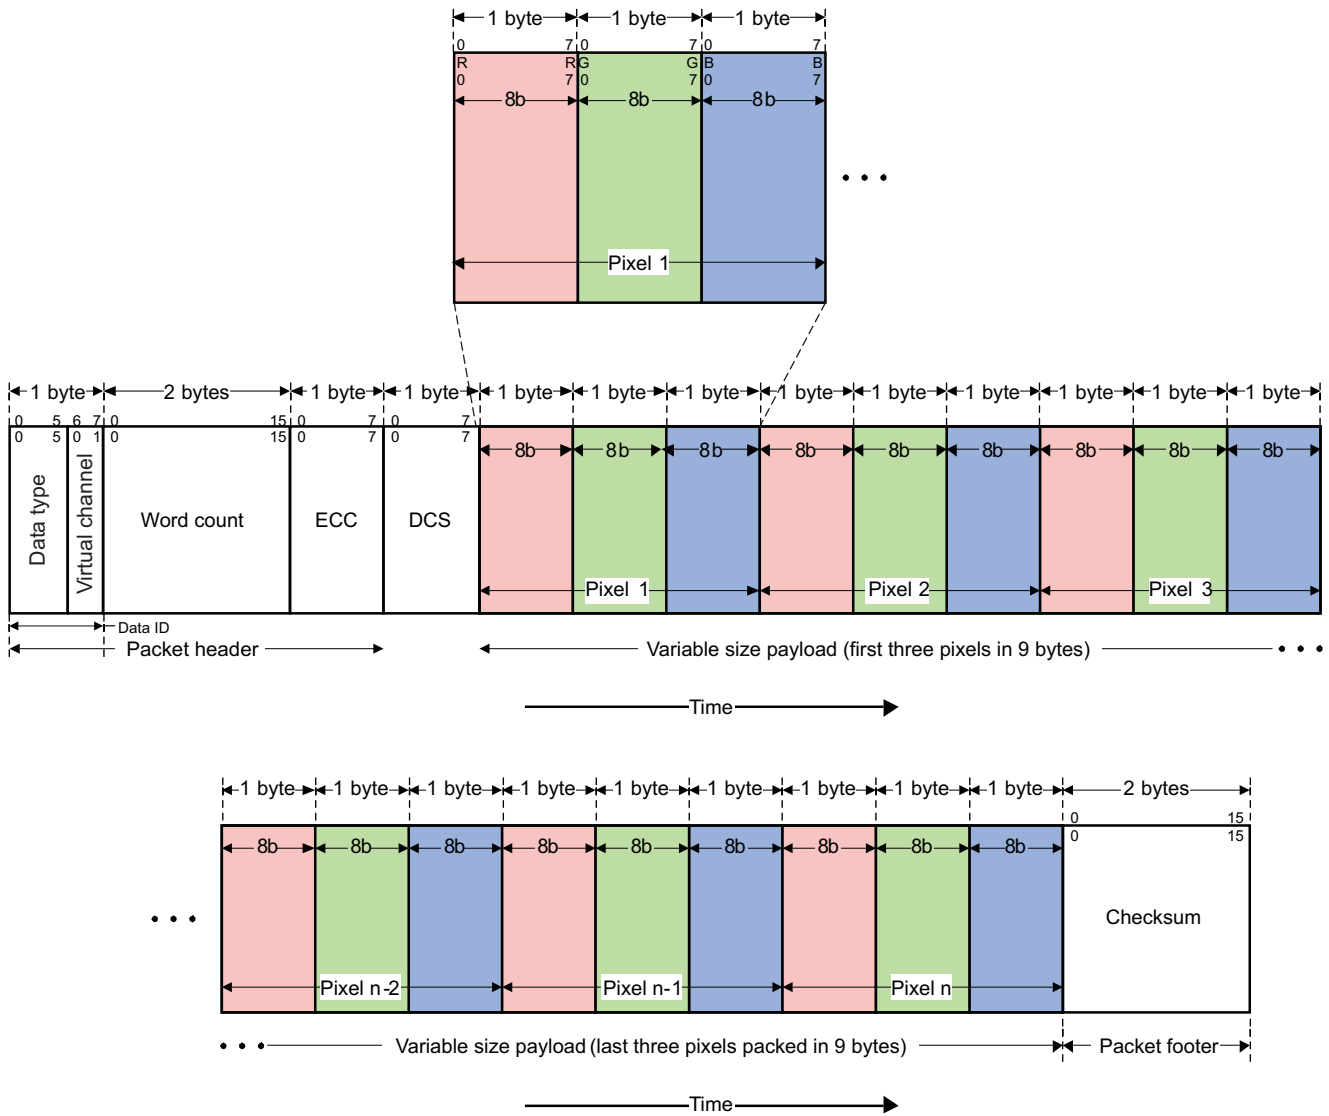 1 byte 1 byte 1 byte
0 7 0 7 0 7
R R G G B B
0 7 0 7 0 7
8b 8b 8b
Pixel 1
1 byte 2 bytes 1 byte 1 byte 1 byte 1 byte 1 byte 1 byte 1 byte 1 byte 1 byte 1 byte 1 byte
0 5 6 7 0 15 0 7 0 7
0 5 0 1 0 15 0 7 0 7
8b 8b 8b 8b 8b 8b 8b 8b 8b
Data type
Virtual channel
Word count
ECC
DCS
Pixel 1 Pixel 2 Pixel 3
Data ID
Packet header Variable size payload (first three pixels in 9 bytes)
Time
1 byte 1 byte 1 byte 1 byte 1 byte 1 byte 1 byte 1 byte 1 byte 2 bytes
0 15
0 15
8b 8b 8b 8b 8b 8b 8b 8b 8b
Checksum
Pixel n-2 Pixel n-1 Pixel n
Variable size payload (last three pixels packed in 9 bytes) Packet footer
Time